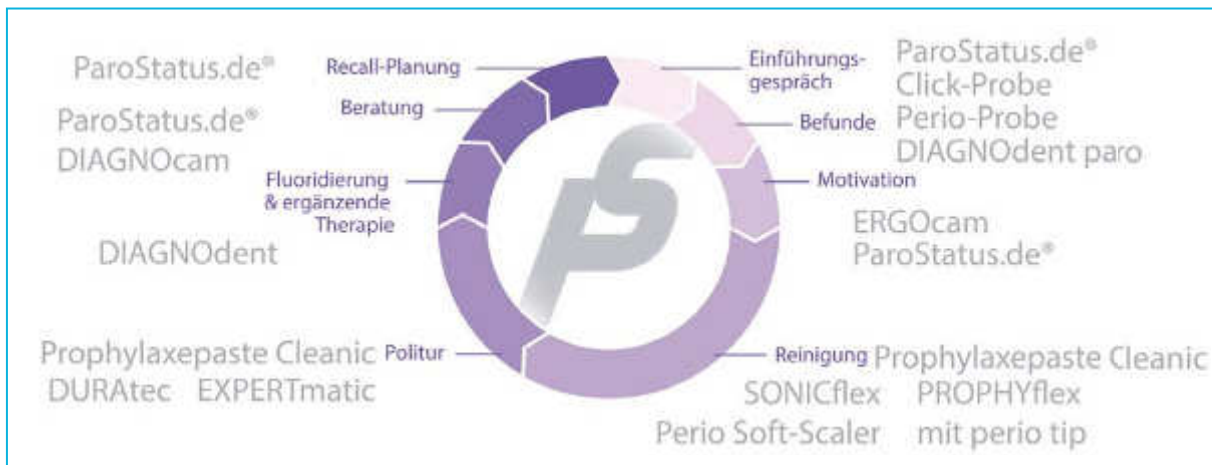 ParoStatus.de®
Recall-Planung
ParoStatus.de®
DIAGNOcam
Beratung
Fluoridierung
& ergänzende
Therapie
DIAGNOdent
Prophylaxepaste Cleanic
DURAtec EXPERTmatic
Politur
Einführungs-
gespräch
Befunde
ParoStatus.de®
Click-Probe
Perio-Probe
DIAGNOdent paro
Motivation
ERGOcam
ParoStatus.de®
Reinigung
Prophylaxepaste Cleanic
SONICflex PROPHYflex
Perio Soft-Scaler mit perio tip
pS